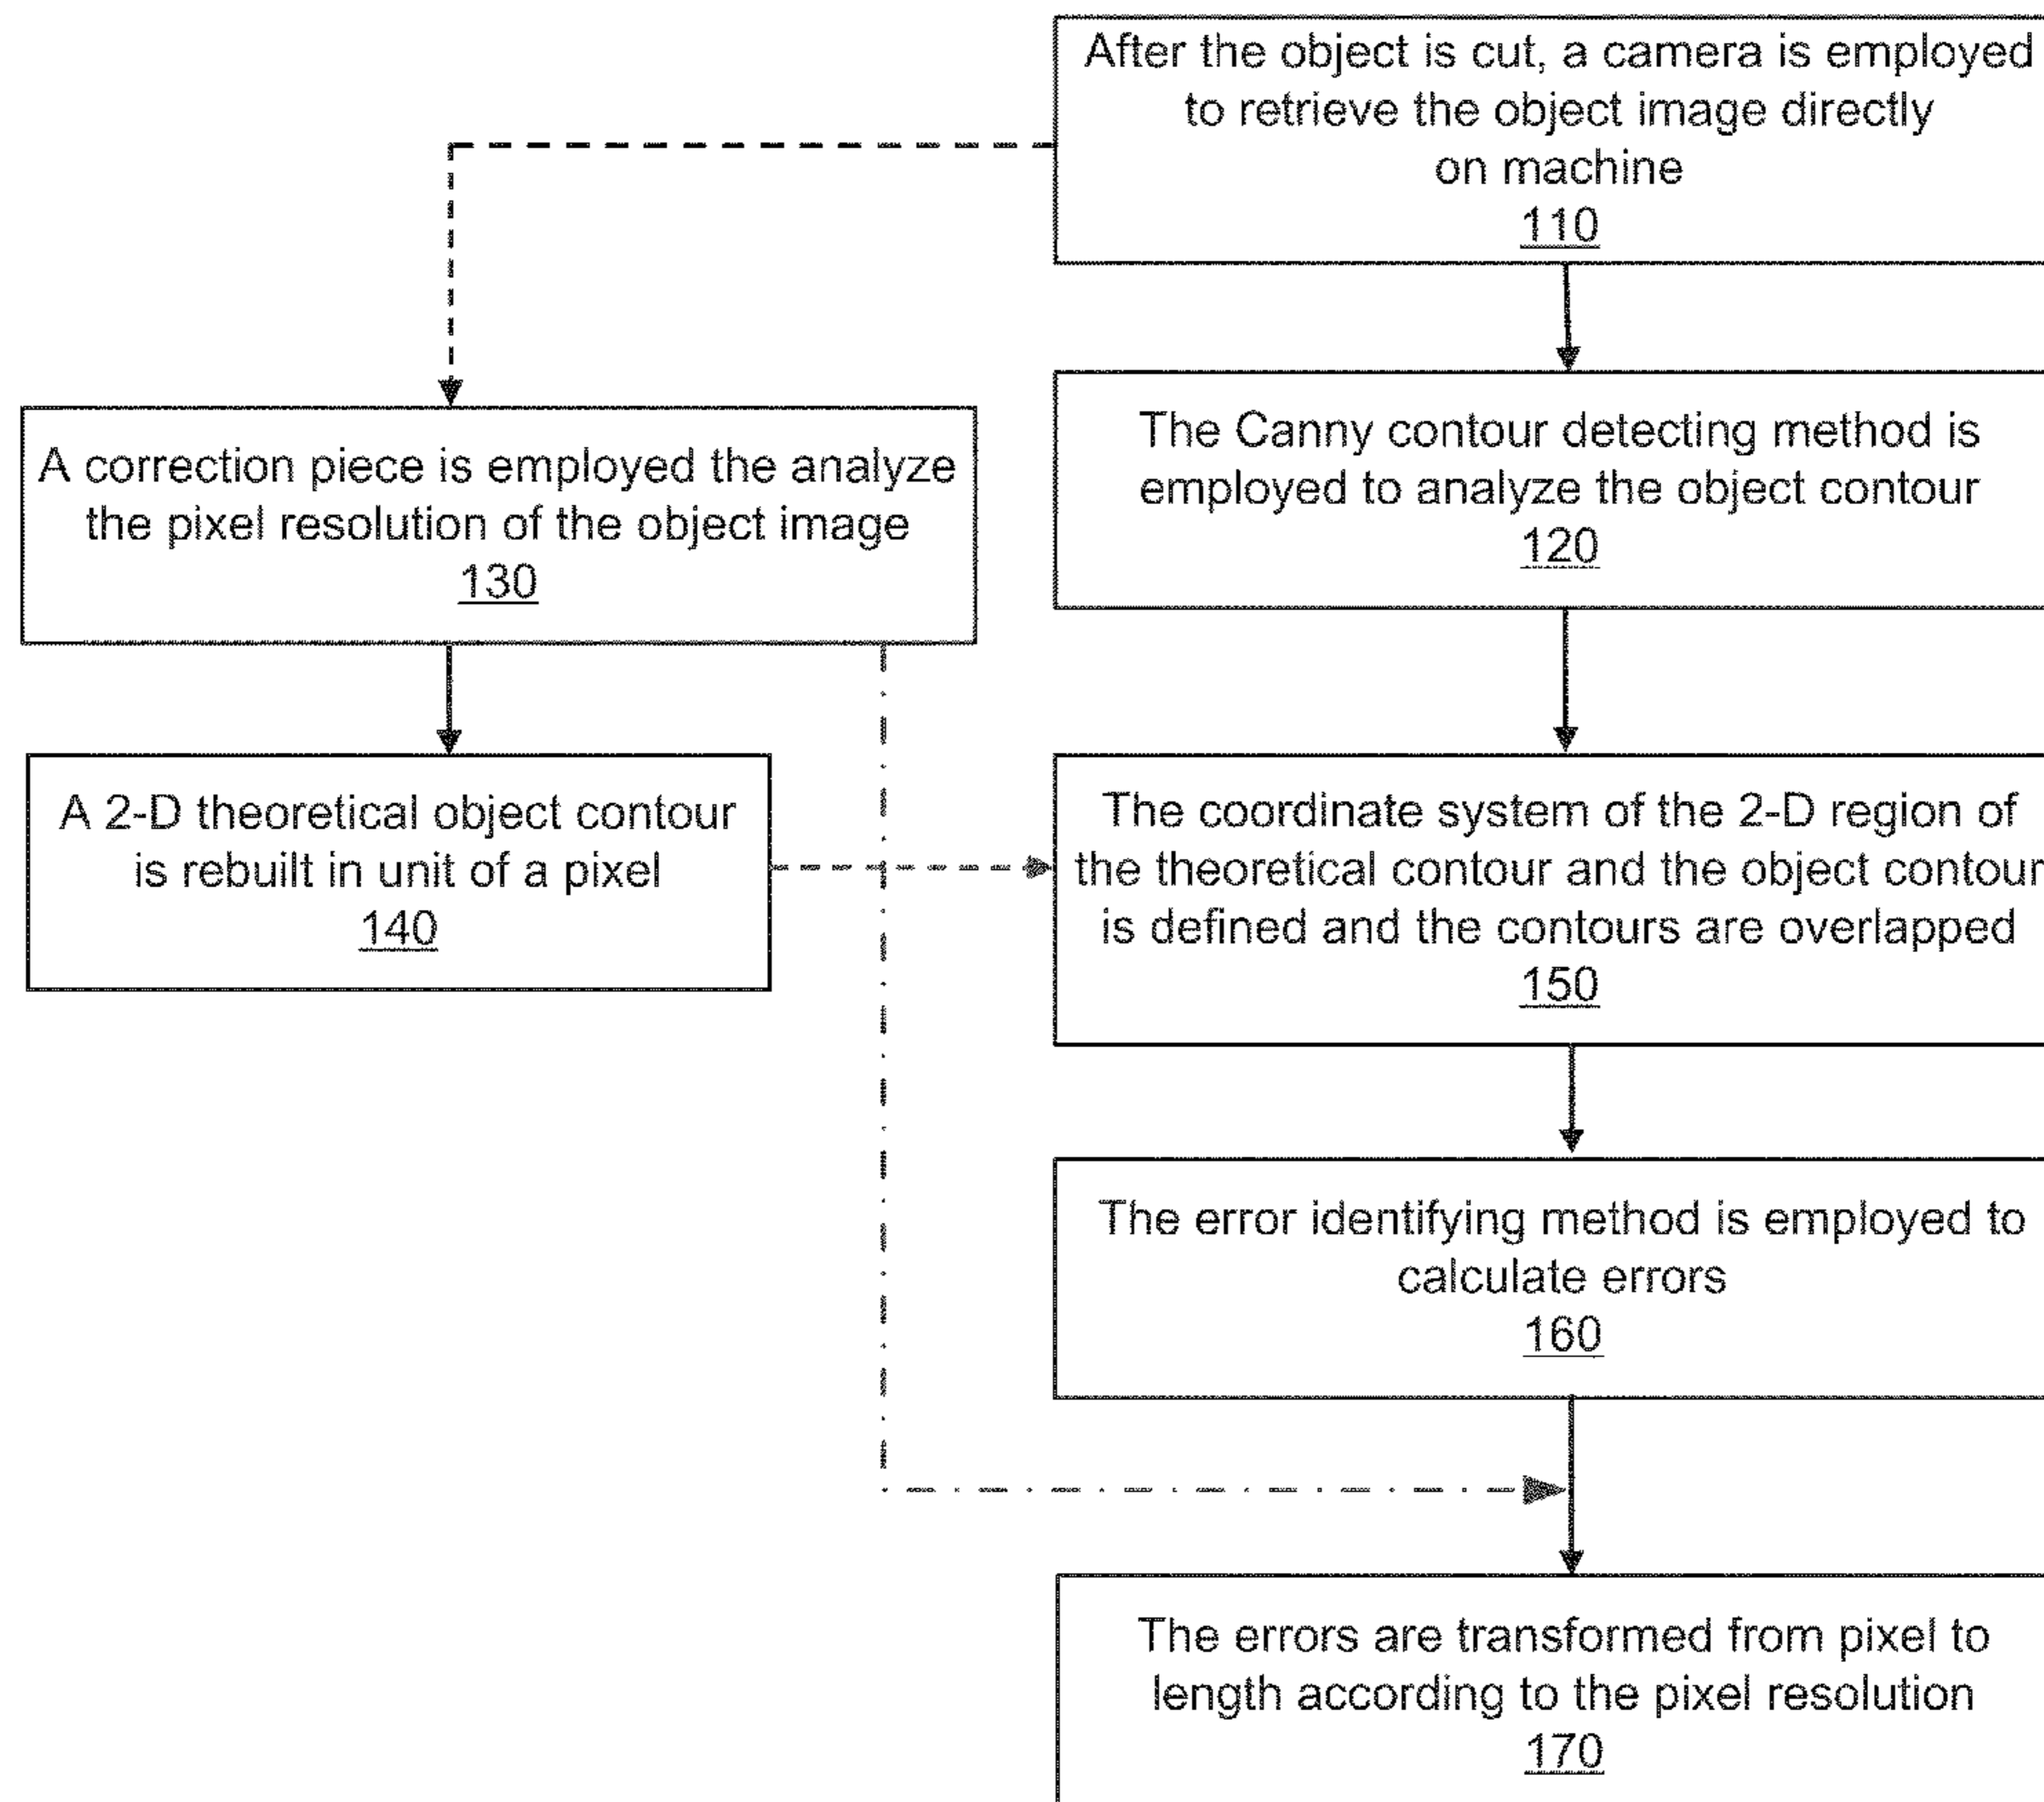 After the object is cut, a camera is employed
to retrieve the object image directly
on machine
110
The Canny contour detecting method is
employed to analyze the object contour
120
A correction piece is employed the analyze
the pixel resolution of the object image
130
A 2-D theoretical object contour
is rebuilt in unit of a pixel
140
The coordinate system of the 2-D region of
the theoretical contour and the object contour
is defined and the contours are overlapped
150
The error identifying method is employed to
calculate errors
160
The errors are transformed from pixel to
length according to the pixel resolution
170